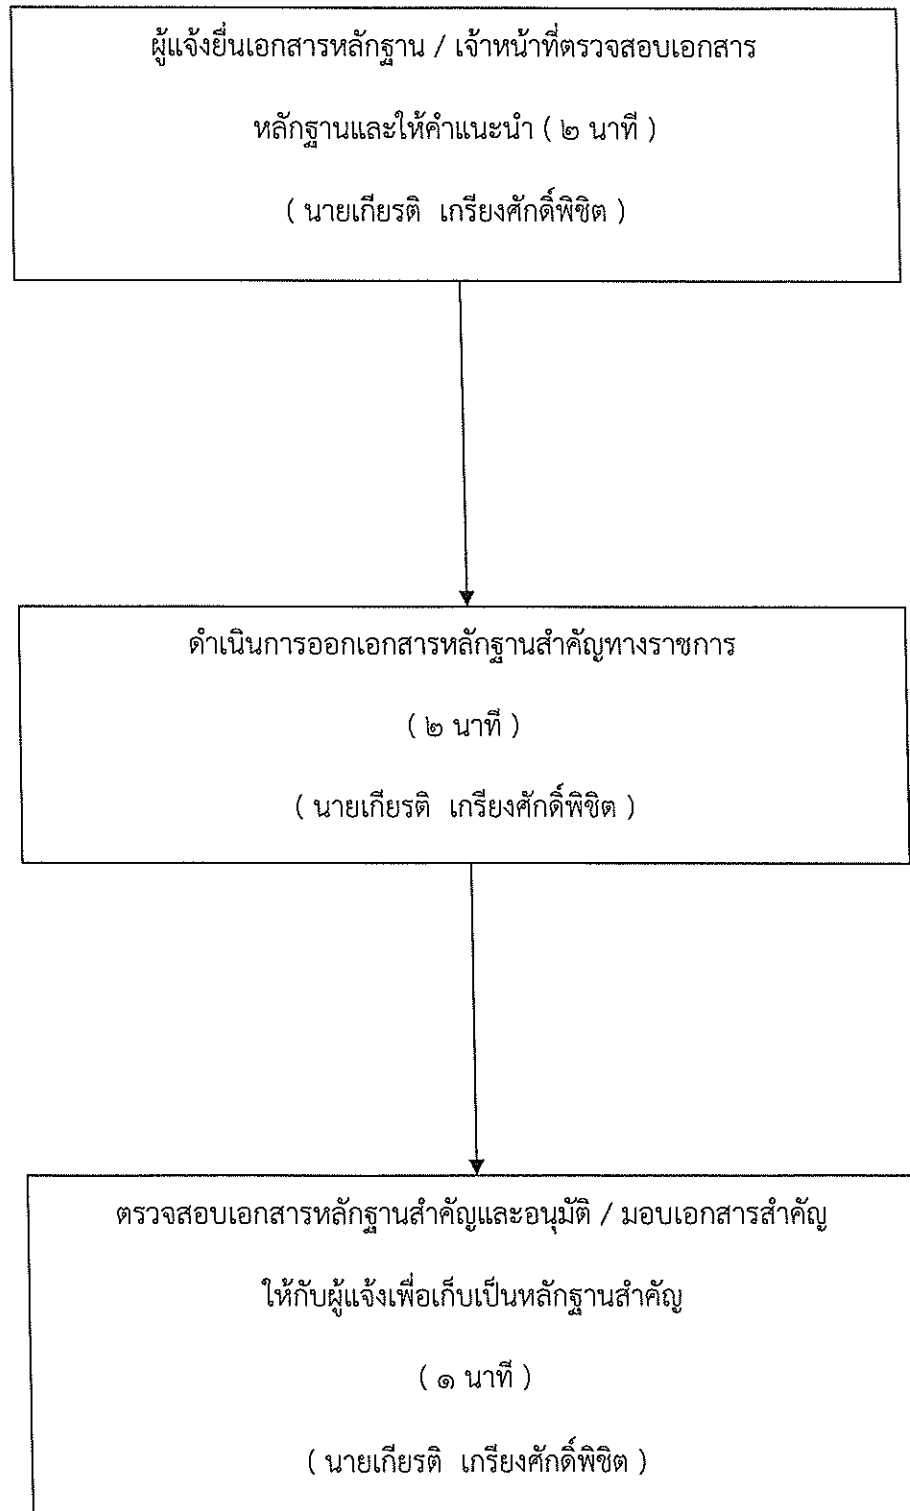 ผู้แจ้งยื่นเอกสารหลักฐาน / เจ้าหน้าที่ตรวจสอบเอกสาร
หลักฐานและให้คำแนะนำ ( ๒ นาที )
( นายเกียรติ เกรียงศักดิ์พิชิต )
ดำเนินการออกเอกสารหลักฐานสำคัญทางราชการ
( ๒ นาที )
( นายเกียรติ เกรียงศักดิ์พิชิต )
ตรวจสอบเอกสารหลักฐานสำคัญและอนุมัติ / มอบเอกสารสำคัญ
ให้กับผู้แจ้งเพื่อเก็บเป็นหลักฐานสำคัญ
( ๑ นาที )
( นายเกียรติ เกรียงศักดิ์พิชิต )